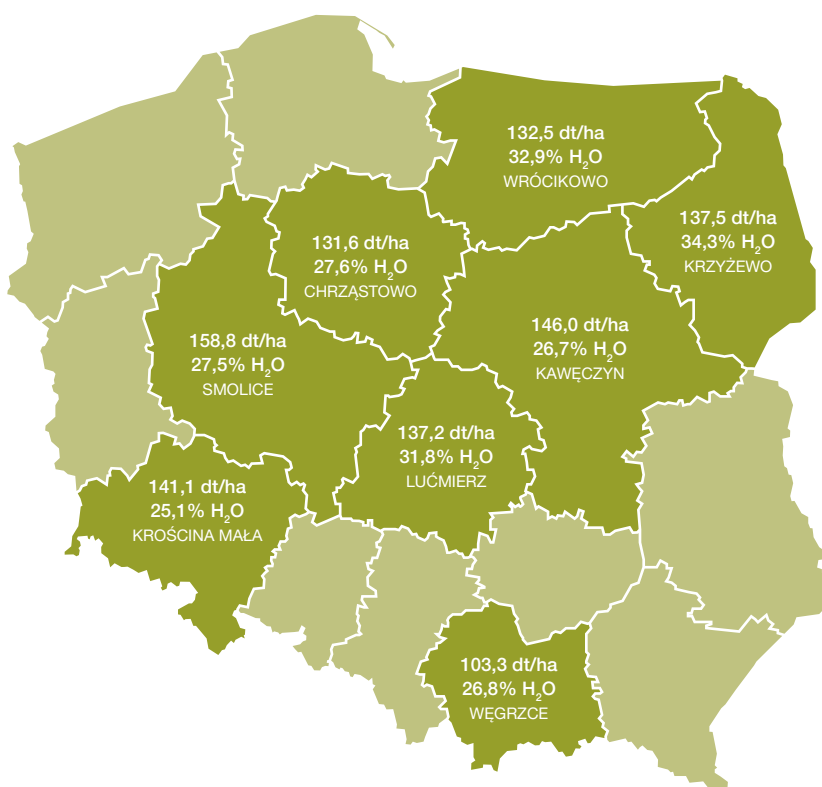 132,5 dt/ha
32,9% H₂O
WRÓCIKOWO
137,5 dt/ha
34,3% H₂O
KRZYŻEWO
131,6 dt/ha
27,6% H₂O
CHRZĄSTOWO
146,0 dt/ha
26,7% H₂O
KAWĘCZYN
158,8 dt/ha
27,5% H₂O
SMOLICE
137,2 dt/ha
31,8% H₂O
LUĆMIERZ
141,1 dt/ha
25,1% H₂O
KROŚCINA MAŁA
103,3 dt/ha
26,8% H₂O
WĘGRZCE